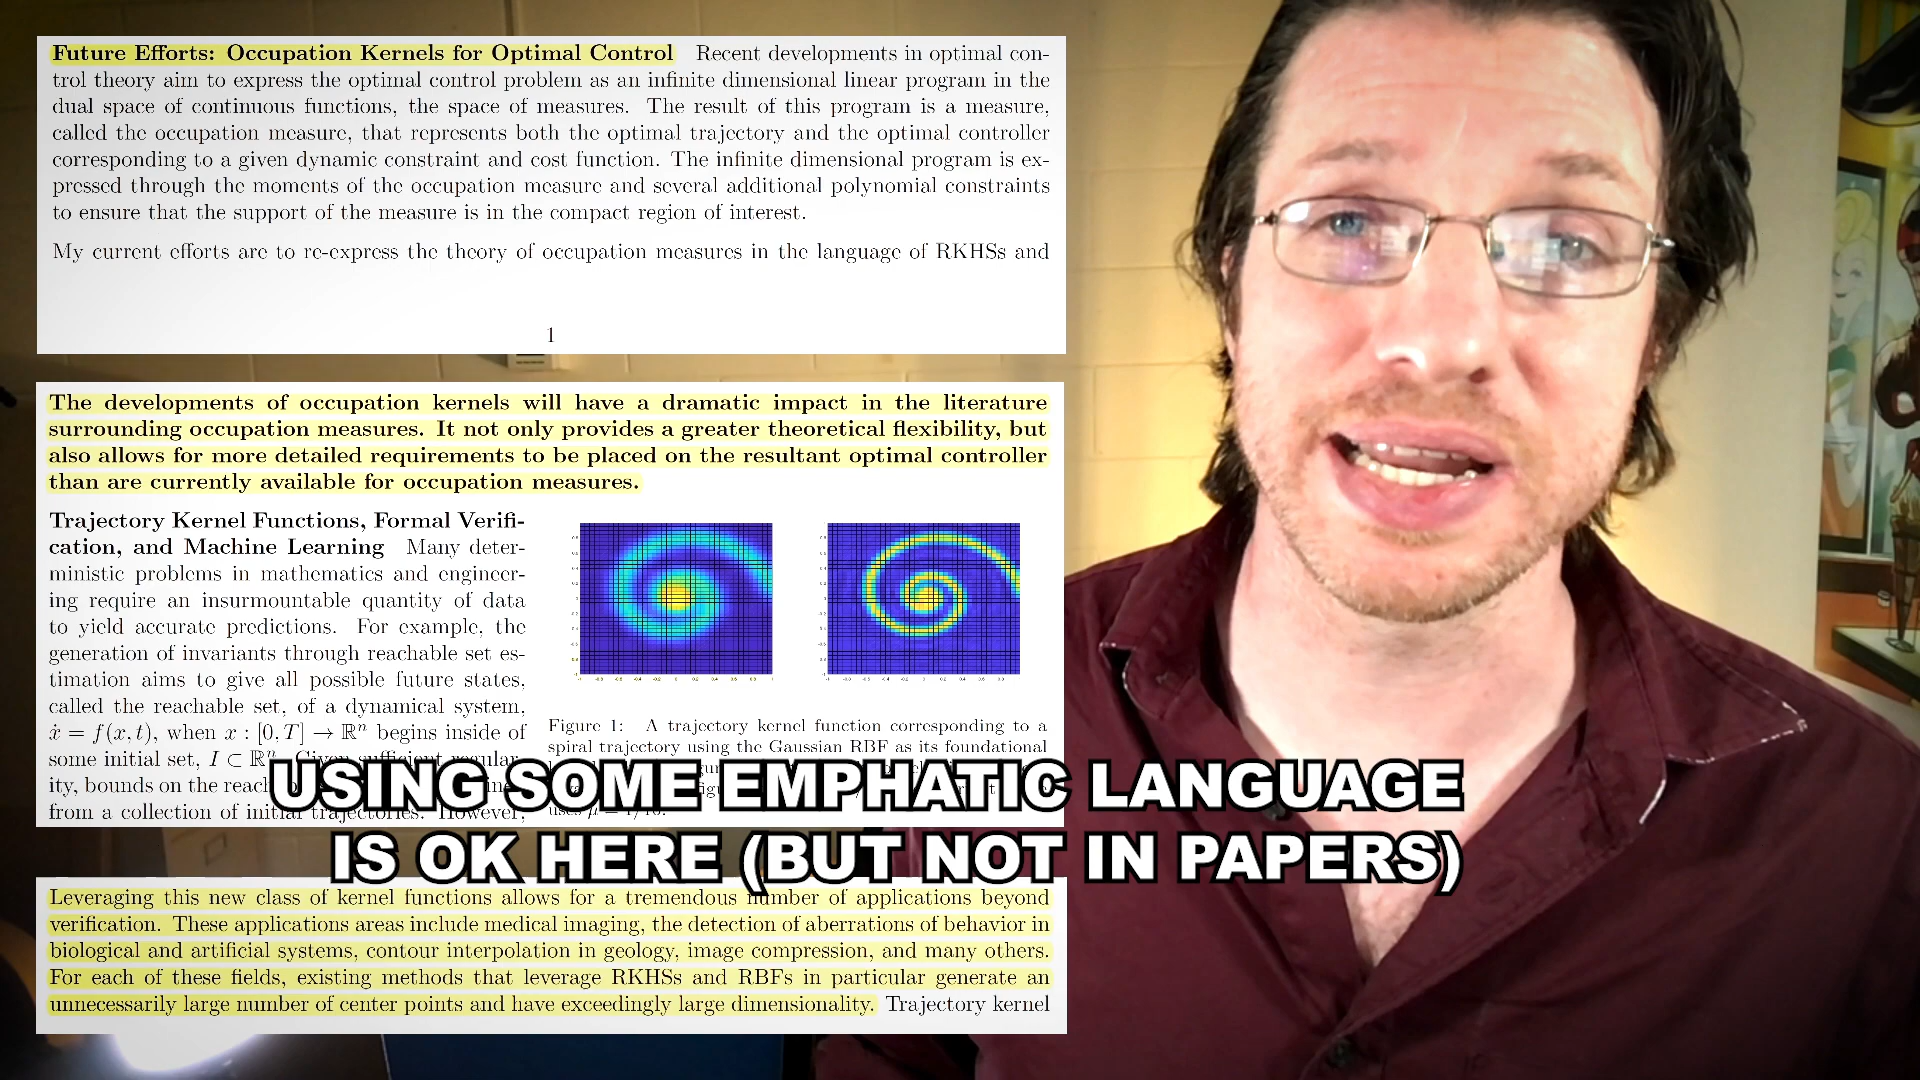 Future Efforts: Occupation Kernels for Optimal Control Recent developments in optimal con-
trol theory aim to express the optimal control problem as an infinite dimensional linear program in the
dual space of continuous functions, the space of measures. The result of this program is a measure,
called the occupation measure, that represents both the optimal trajectory and the optimal controller
corresponding to a given dynamic constraint and cost function. The infinite dimensional program is ex-
pressed through the moments of the occupation measure and several additional polynomial constraints
to ensure that the support of the measure is in the compact region of interest.
My current efforts are to re-express the theory of occupation measures in the language of RKHSs and
1
The developments of occupation kernels will have a dramatic impact in the literature
surrounding occupation measures. It not only provides a greater theoretical flexibility, but
also allows for more detailed requirements to be placed on the resultant optimal controller
than are currently available for occupation measures.
Trajectory Kernel Functions, Formal Verifi-
cation, and Machine Learning Many deter-
ministic problems in mathematics and engineer-
ing require an insurmountable quantity of data
to yield accurate predictions. For example, the
generation of invariants through reachable set es-
timation aims to give all possible future states,
called the reachable set, of a dynamical system,
ẋ = f(x, t), when x : [0, T] → ℝⁿ begins inside of
some initial set, I ⊂ ℝⁿ. Given sufficient regular-
ity, bounds on the reach
from a collection of initial trajectories. However,
Figure 1: A trajectory kernel function corresponding to a
spiral trajectory using the Gaussian RBF as its foundational
USING SOME EMPHATIC LANGUAGE
IS OK HERE (BUT NOT IN PAPERS)
Leveraging this new class of kernel functions allows for a tremendous number of applications beyond
verification. These applications areas include medical imaging, the detection of aberrations of behavior in
biological and artificial systems, contour interpolation in geology, image compression, and many others.
For each of these fields, existing methods that leverage RKHSs and RBFs in particular generate an
unnecessarily large number of center points and have exceedingly large dimensionality. Trajectory kernel